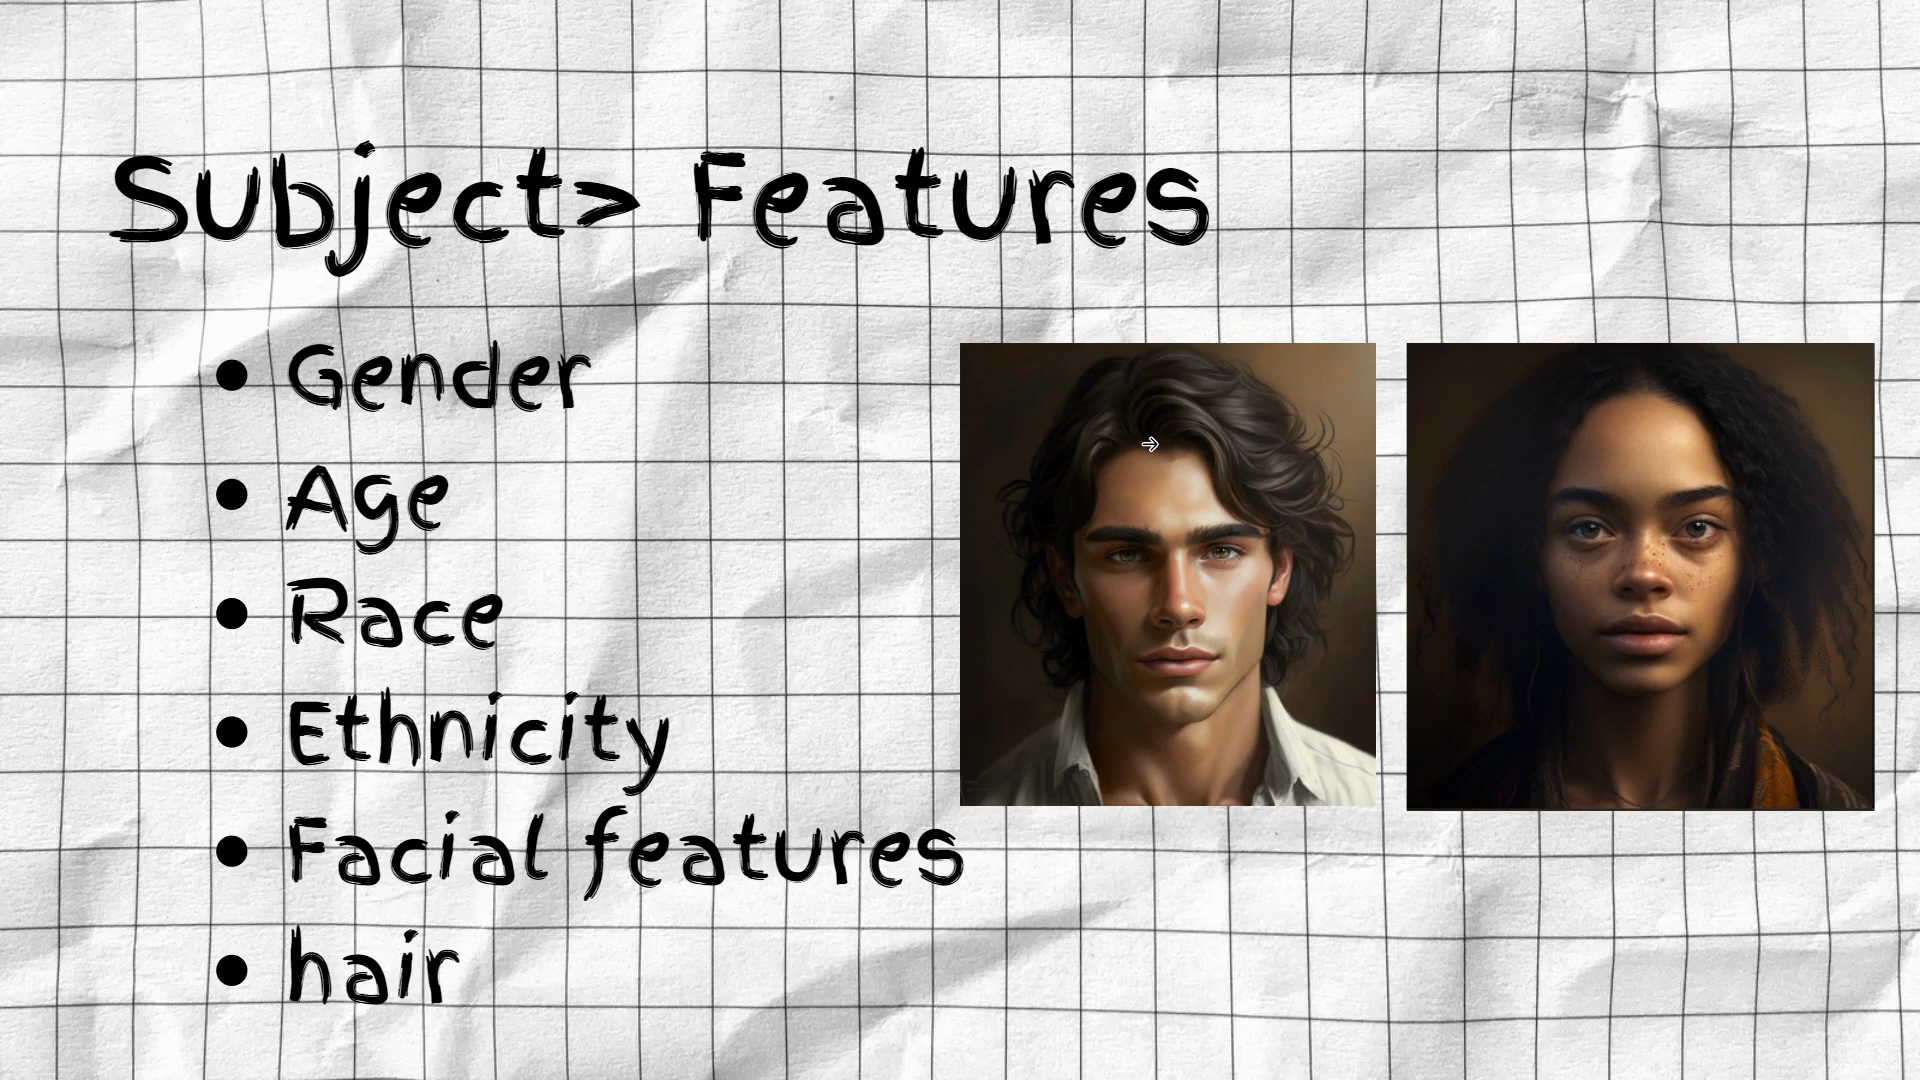 Subject> Features
• Gender
• Age
• Race
• Ethnicity
• Facial features
• hair